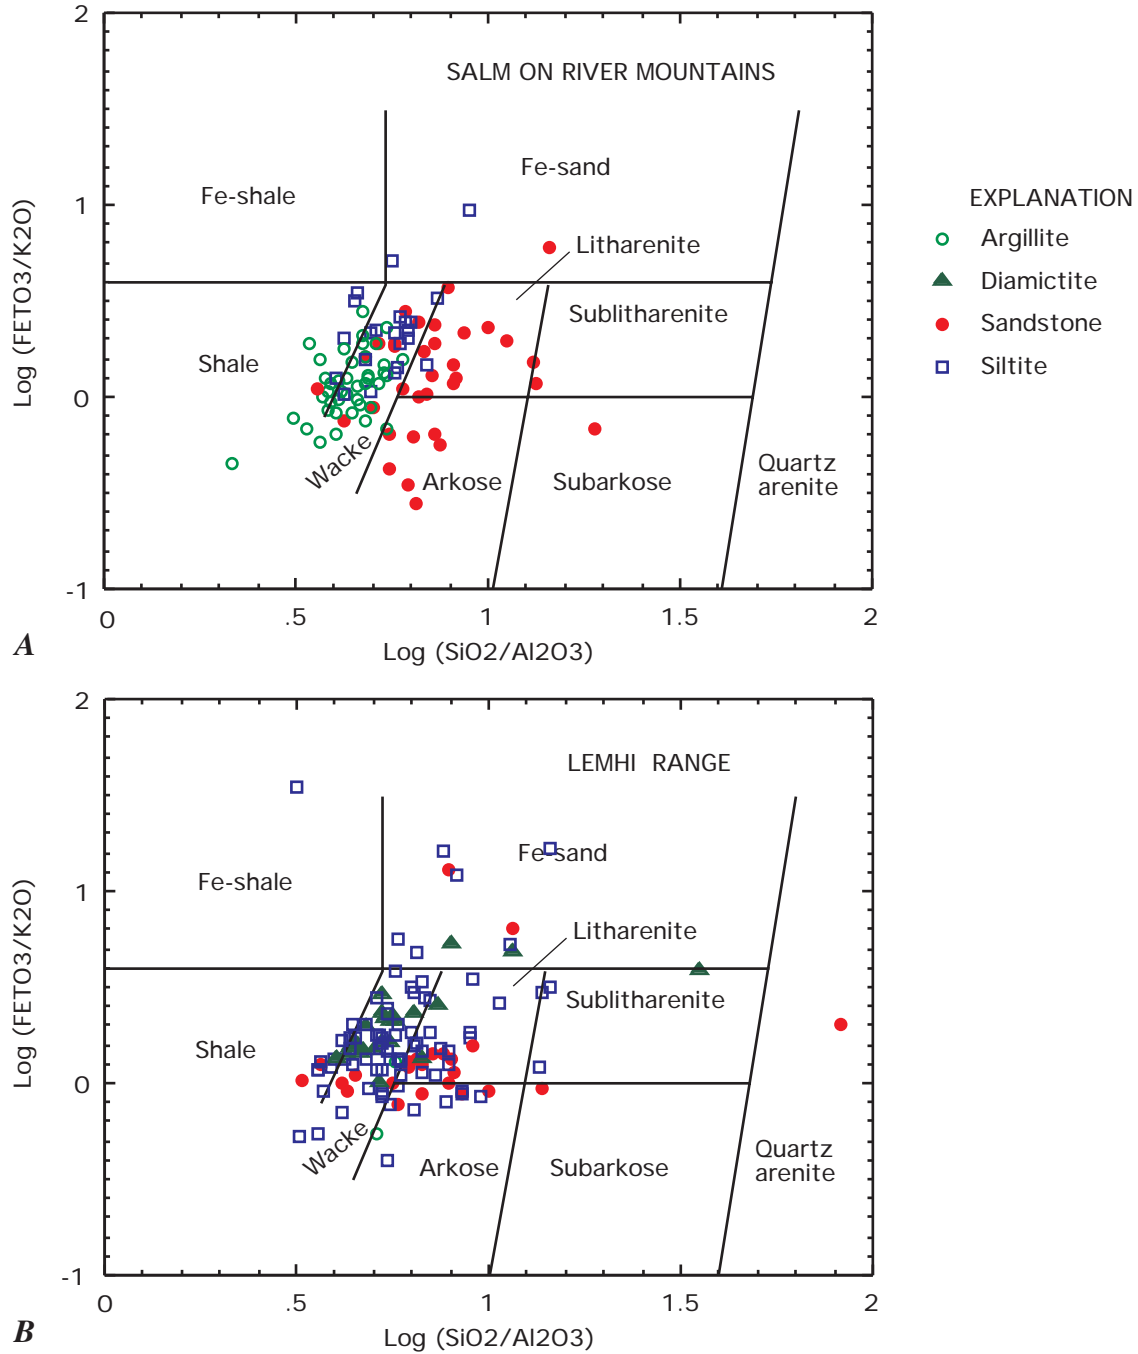 2
SALM ON RIVER MOUNTAINS
Fe-sand
Fe-shale
1
Litharenite
Sublitharenite
Shale
0
Wacke
Arkose
Subarkose
Quartz
arenite
-1
0
.5
1
1.5
2
Log (FETO3/K2O)
Log (SiO2/Al2O3)
A
EXPLANATION
Argillite
Diamictite
Sandstone
Siltite
2
LEMHI RANGE
Fe-sand
Fe-shale
1
Litharenite
Sublitharenite
Shale
0
Wacke
Arkose
Subarkose
Quartz
arenite
-1
0
.5
1
1.5
2
Log (FETO3/K2O)
Log (SiO2/Al2O3)
B